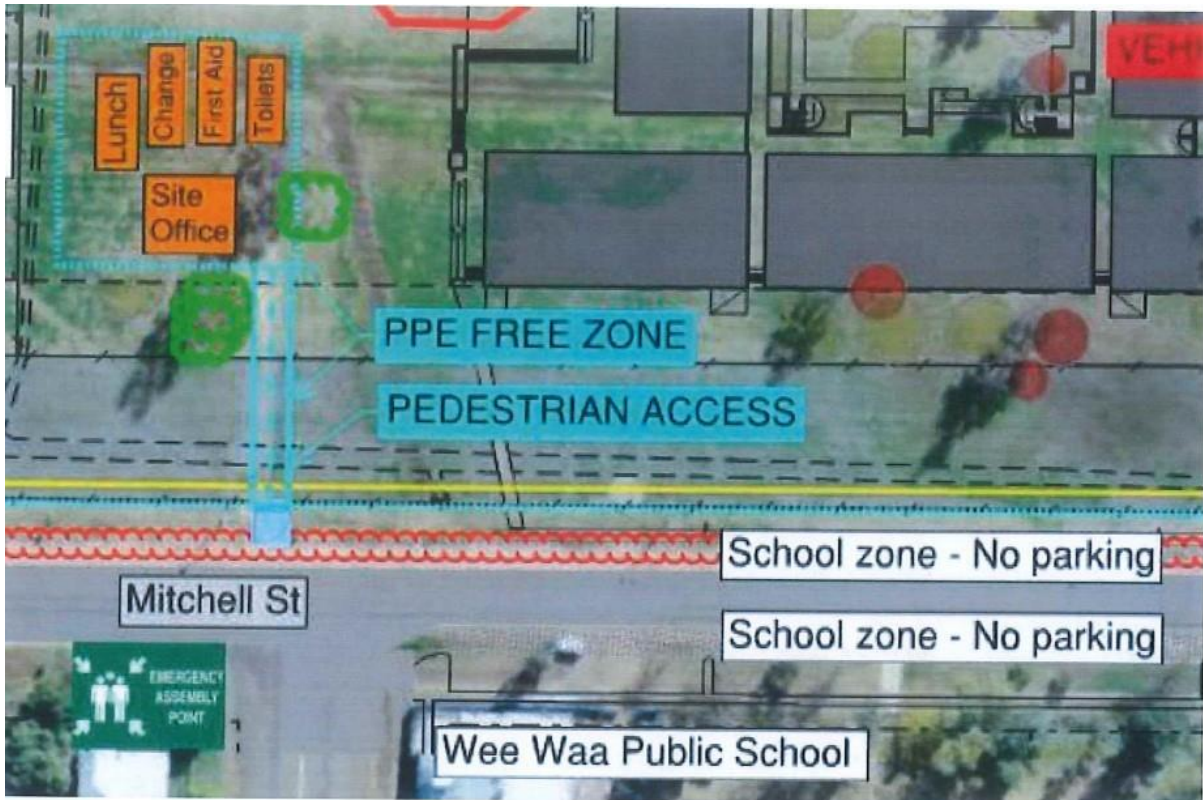 VEH
Lunch
Change
First Aid
Toilets
Site
Office
PPE FREE ZONE
PEDESTRIAN ACCESS
School zone - No parking
Mitchell St
School zone - No parking
EMERGENCY
ASSEMBLY
POINT
Wee Waa Public School